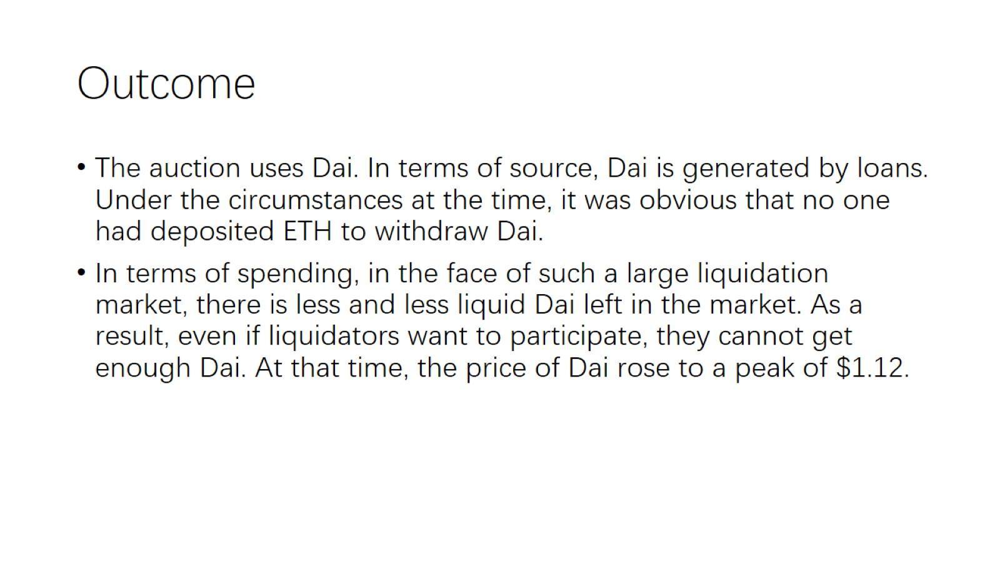 Outcome
• The auction uses Dai. In terms of source, Dai is generated by loans.
Under the circumstances at the time, it was obvious that no one
had deposited ETH to withdraw Dai.
• In terms of spending, in the face of such a large liquidation
market, there is less and less liquid Dai left in the market. As a
result, even if liquidators want to participate, they cannot get
enough Dai. At that time, the price of Dai rose to a peak of $1.12.